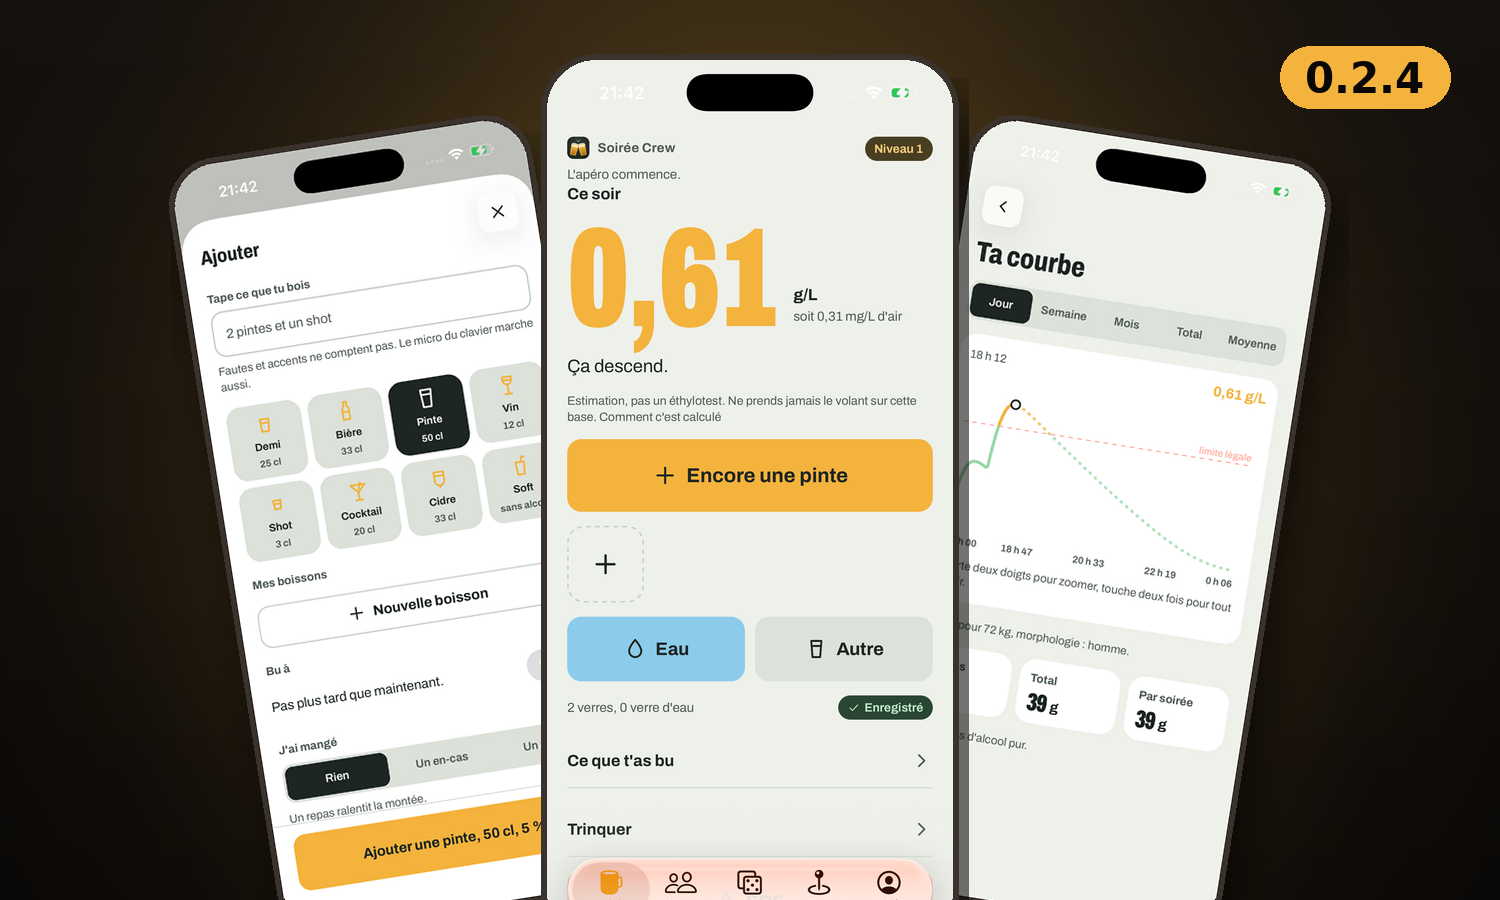 0.2.4
21:42
Ajouter
Tape ce que tu bois
2 pintes et un shot
Fautes et accents ne comptent pas. Le micro du clavier marche
aussi.
Demi
25 cl
Bière
33 cl
Pinte
50 cl
Vin
12 cl
Shot
3 cl
Cocktail
20 cl
Cidre
33 cl
Soft
sans
Mes boissons
+ Nouvelle boisson
Bu à
Pas plus tard que maintenant.
J'ai mangé
Rien
Un en-cas
Un
Un repas ralentit la montée.
Ajouter une pinte, 50 cl, 5 %
21:42
Soirée Crew
Niveau 1
L'apéro commence.
Ce soir
0,61
g/L
soit 0,31 mg/L d'air
Ça descend.
Estimation, pas un éthylotest. Ne prends jamais le volant sur cette
base. Comment c'est calculé
+ Encore une pinte
+
Eau
Autre
2 verres, 0 verre d'eau
Enregistré
Ce que t'as bu
Trinquer
21:42
Ta courbe
Jour
Semaine
Mois
Total
Moyenne
18 h 12
0,61 g/L
limite légale
18 h 47
20 h 33
22 h 19
0 h 06
deux doigts pour zoomer, touche deux fois pour tout
pour 72 kg, morphologie : homme.
Total
39 g
Par soirée
39 g
d'alcool pur.